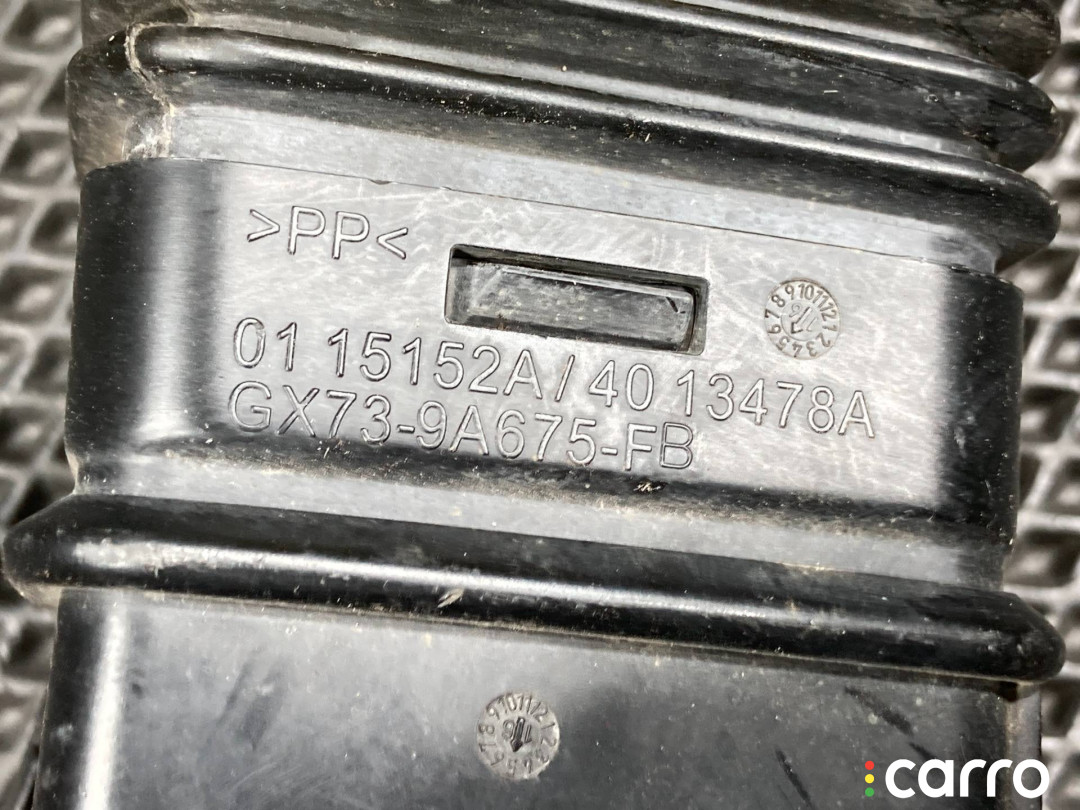 >PP<
01 15152A / 40 13478A
GX73-9A675-FB
carro